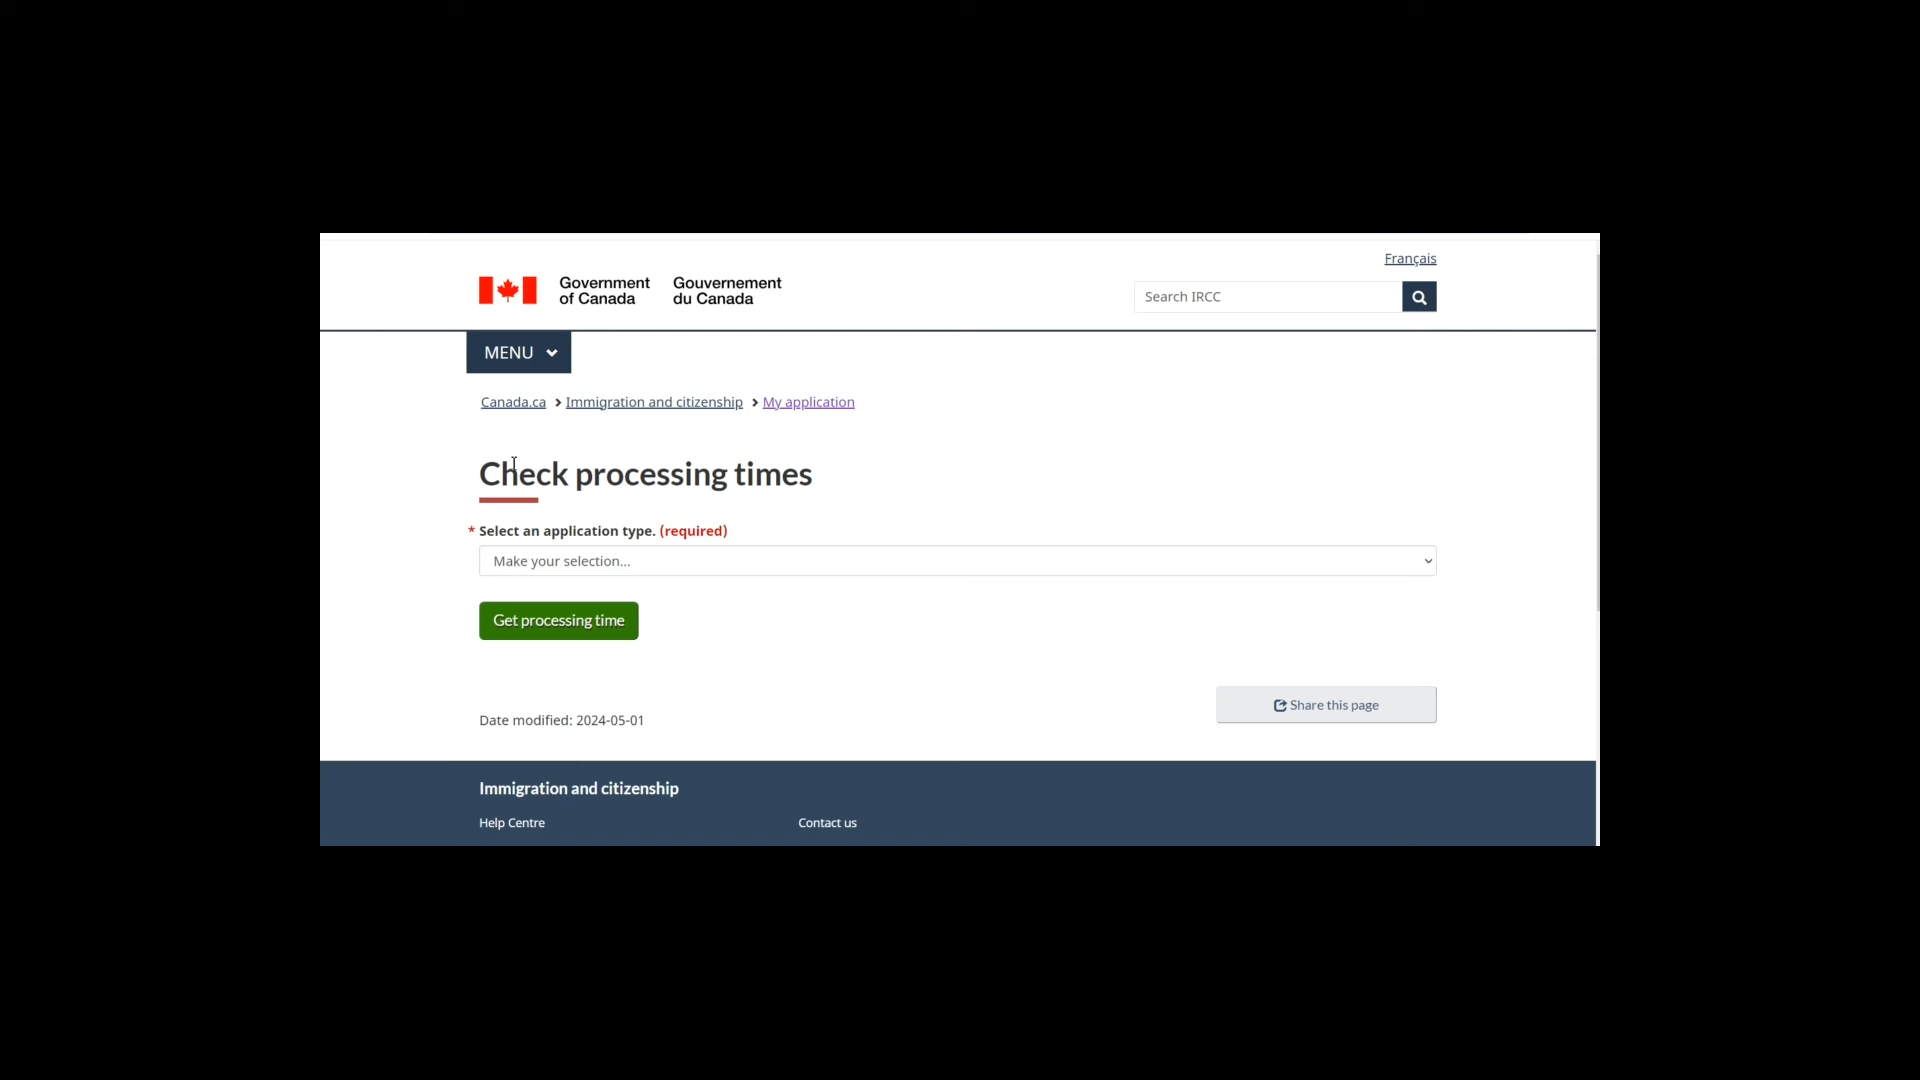 Français
Government
of Canada
Gouvernement
du Canada
Search IRCC
MENU
Canada.ca > Immigration and citizenship > My application
Check processing times
* Select an application type. (required)
Make your selection...
Get processing time
Share this page
Date modified: 2024-05-01
Immigration and citizenship
Help Centre
Contact us